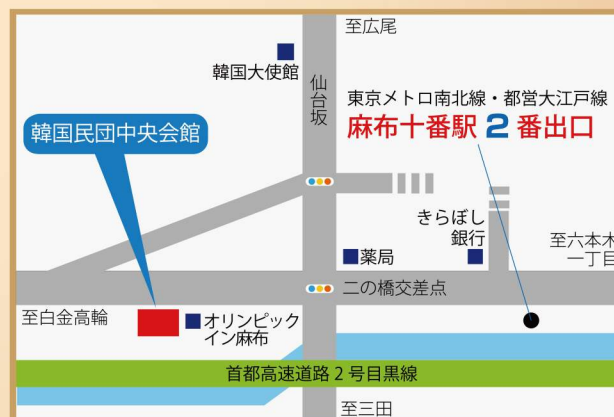 至広尾
韓国大使館
仙台坂
東京メトロ南北線・都営大江戸線
麻布十番駅 2 番出口
韓国民団中央会館
きらぼし
銀行
至六本木
一丁目
薬局
二の橋交差点
至白金高輪
オリンピック
イン麻布
首都高速道路 2 号目黒線
至三田